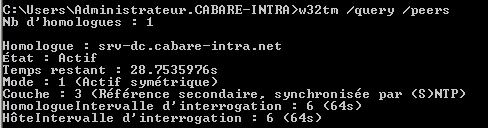 C:\Users\Administrateur.CABARE-INTRA>w32tm /query /peers
Nb d'homologues : 1
Homologue : srv-dc.cabare-intra.net
État : Actif
Temps restant : 28.7535976s
Mode : 1 (Actif symétrique)
Couche : 3 (Référence secondaire, synchronisée par (S)NTP)
HomologueIntervalle d'interrogation : 6 (64s)
HôteIntervalle d'interrogation : 6 (64s)